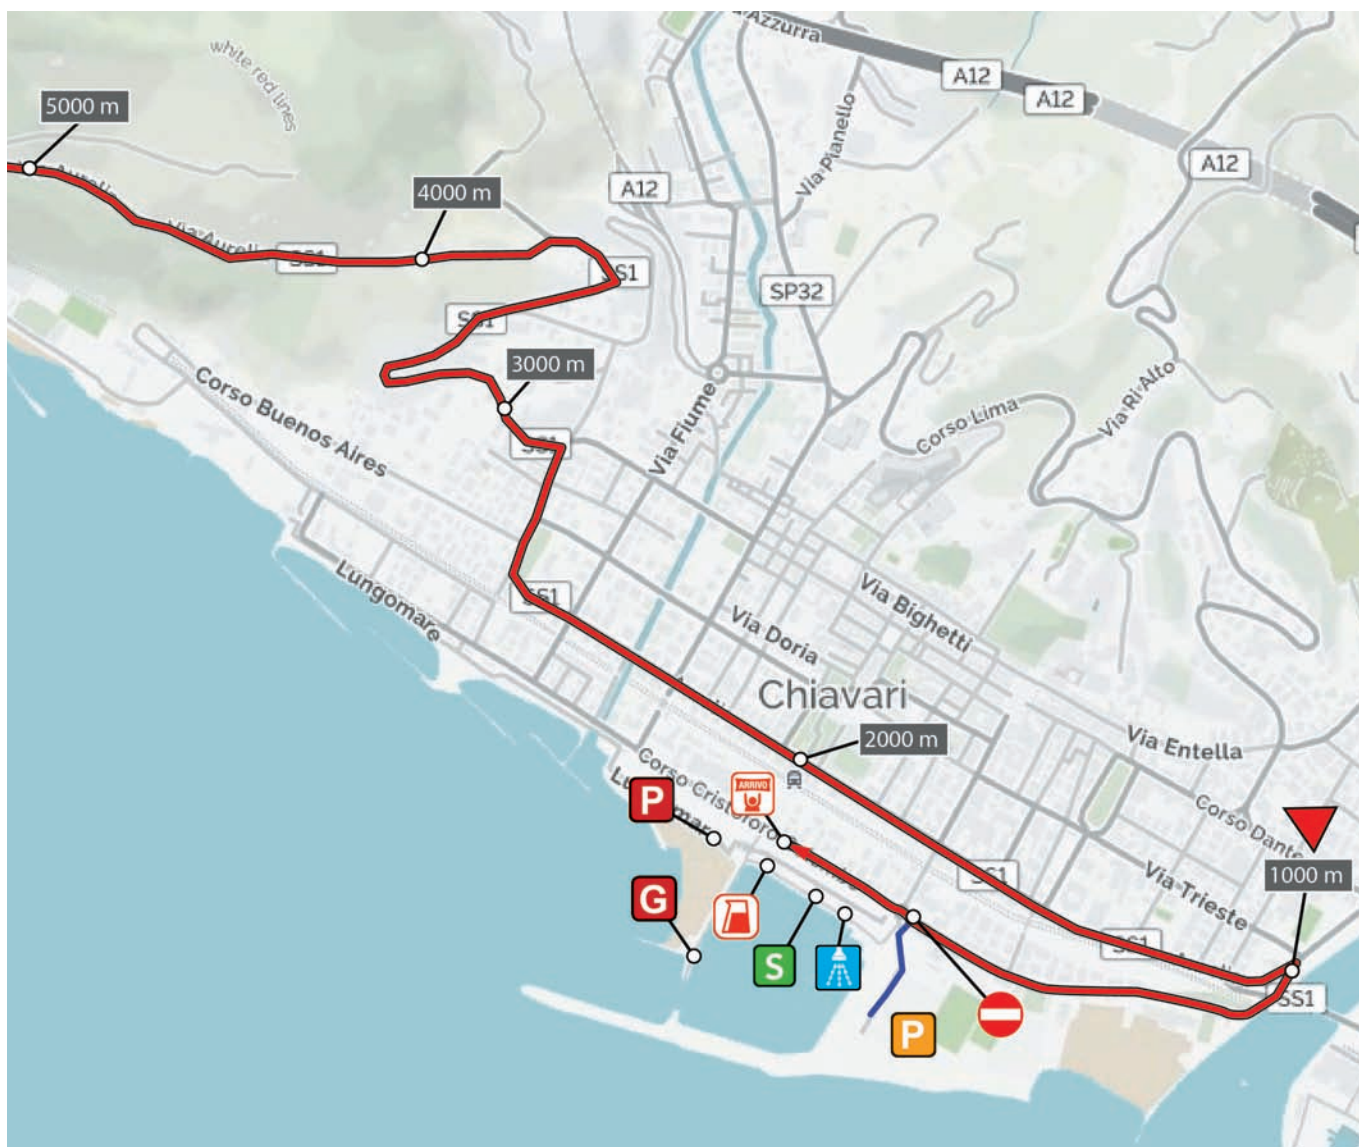 Azzurra
A12
A12
A12
white red lines
5000 m
Via Pianello
A12
4000 m
Via Aurelia
SS1
SS1
SP32
SS1
3000 m
Corso Buenos Aires
Via Ri Alto
Corso Lima
Via Fiume
SS1
Lungomare
SS1
Via Bighetti
Via Doria
Chiavari
2000 m
Via Entella
Corso Cristoforo
ARRIVO
P
Corso Dante
SS1
1000 m
Via Trieste
G
SS1
S
SS1
P